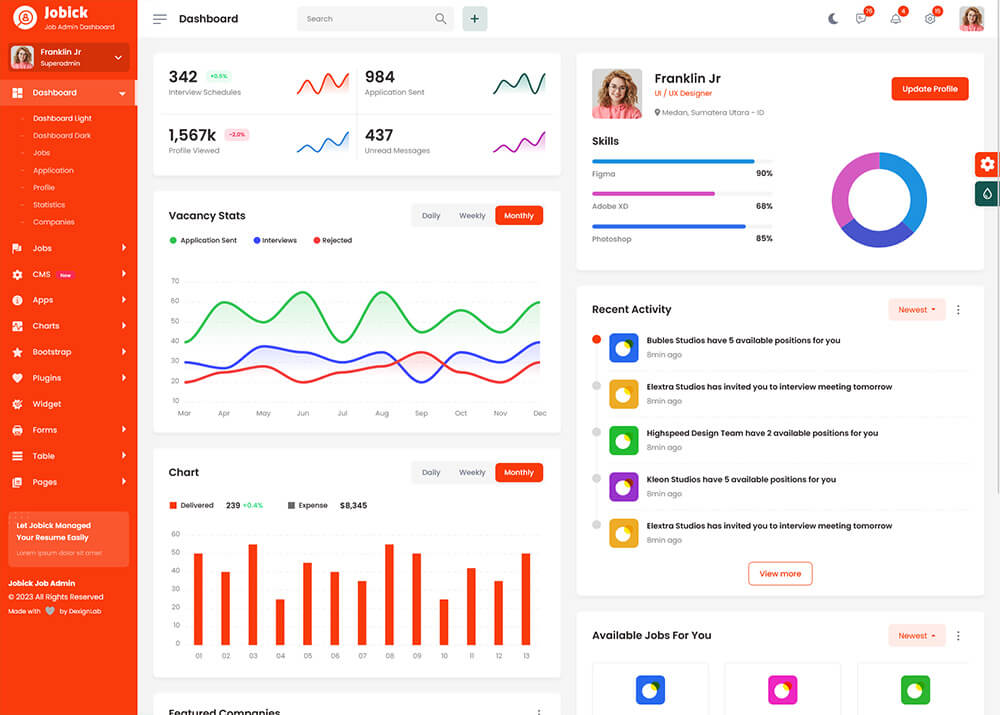 Jobick
Job Admin Dashboard
Franklin Jr
Superadmin
Dashboard
Dashboard Light
Dashboard Dark
Jobs
Application
Profile
Statistics
Companies
Jobs
CMS New
Apps
Charts
Bootstrap
Plugins
Widget
Forms
Table
Pages
Let Jobick Managed
Your Resume Easily
Lorem ipsum dolor sit amet
Jobick Job Admin
© 2023 All Rights Reserved
Made with by DexignLab
Dashboard
Search
+
76
4
15
342 +0.5%
Interview Schedules
984
Application Sent
1,567k -2.0%
Profile Viewed
437
Unread Messages
Vacancy Stats
Daily Weekly Monthly
Application Sent Interviews Rejected
70
60
50
40
30
20
10
Mar Apr May Jun Jul Aug Sep Oct Nov Dec
Chart
Daily Weekly Monthly
Delivered 239 +0.4% Expense $8,345
60
50
40
30
20
10
0
01 02 03 04 05 06 07 08 09 10 11 12 13
Featured Companies
Franklin Jr
UI / UX Designer
Medan, Sumatera Utara - ID
Update Profile
Skills
Figma 90%
Adobe XD 68%
Photoshop 85%
Recent Activity
Newest
Bubles Studios have 5 available positions for you
8min ago
Elextra Studios has invited you to interview meeting tomorrow
8min ago
Highspeed Design Team have 2 available positions for you
8min ago
Kleon Studios have 5 available positions for you
8min ago
Elextra Studios has invited you to interview meeting tomorrow
8min ago
View more
Available Jobs For You
Newest